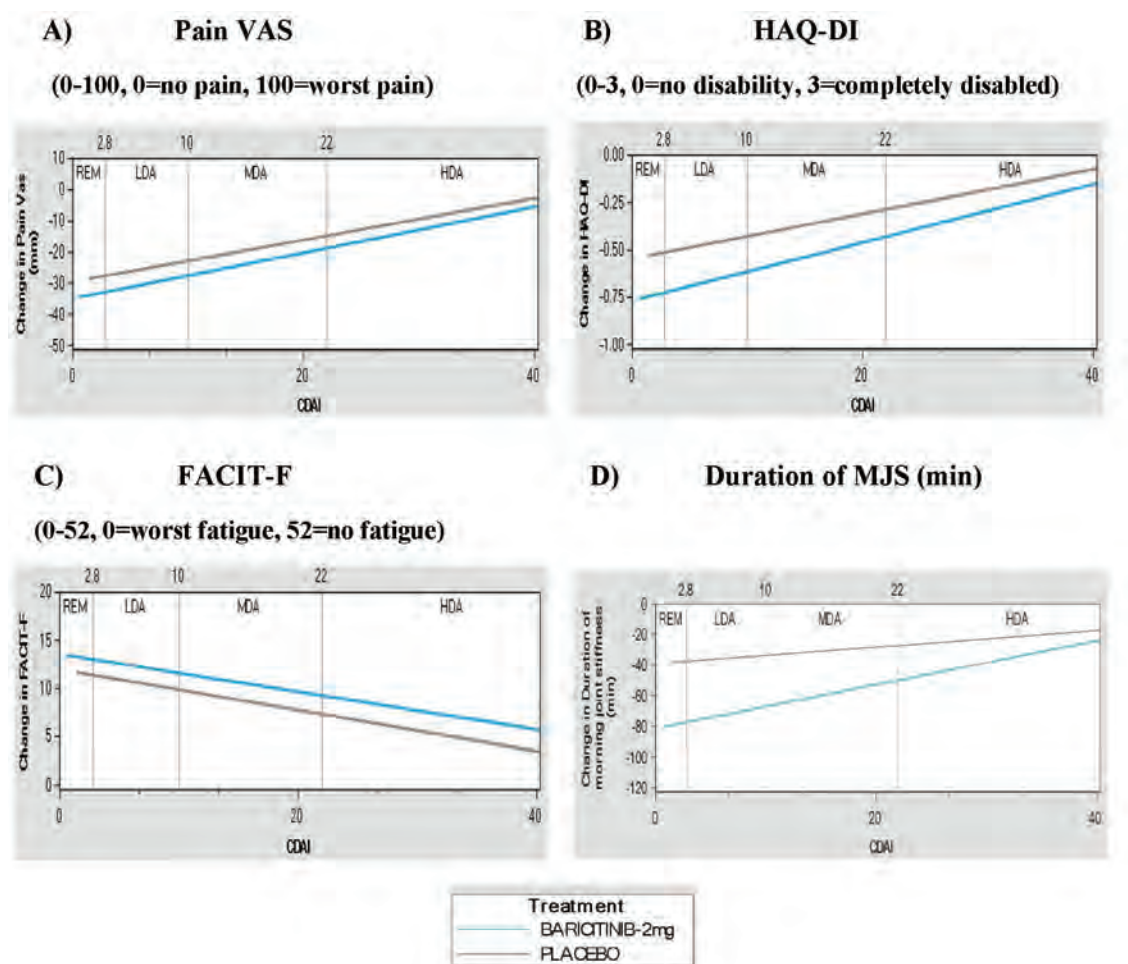 A) Pain VAS
(0-100, 0=no pain, 100=worst pain)
2.8 10 22
REM LDA MDA HDA
10
0
-10
-20
-30
-40
-50
Change in Pain Vas
(mm)
0 20 40
CDAI
B) HAQ-DI
(0-3, 0=no disability, 3=completely disabled)
2.8 10 22
REM LDA MDA HDA
0.00
-0.25
-0.50
-0.75
-1.00
Change in HAQ-DI
0 20 40
CDAI
C) FACIT-F
(0-52, 0=worst fatigue, 52=no fatigue)
2.8 10 22
REM LDA MDA HDA
20
15
10
5
0
Change in FACIT-F
0 20 40
CDAI
D) Duration of MJS (min)
2.8 10 22
REM LDA MDA HDA
0
-20
-40
-60
-80
-100
-120
Change in Duration of
morning joint stiffness
(min)
0 20 40
CDAI
Treatment
BARICITINIB-2mg
PLACEBO